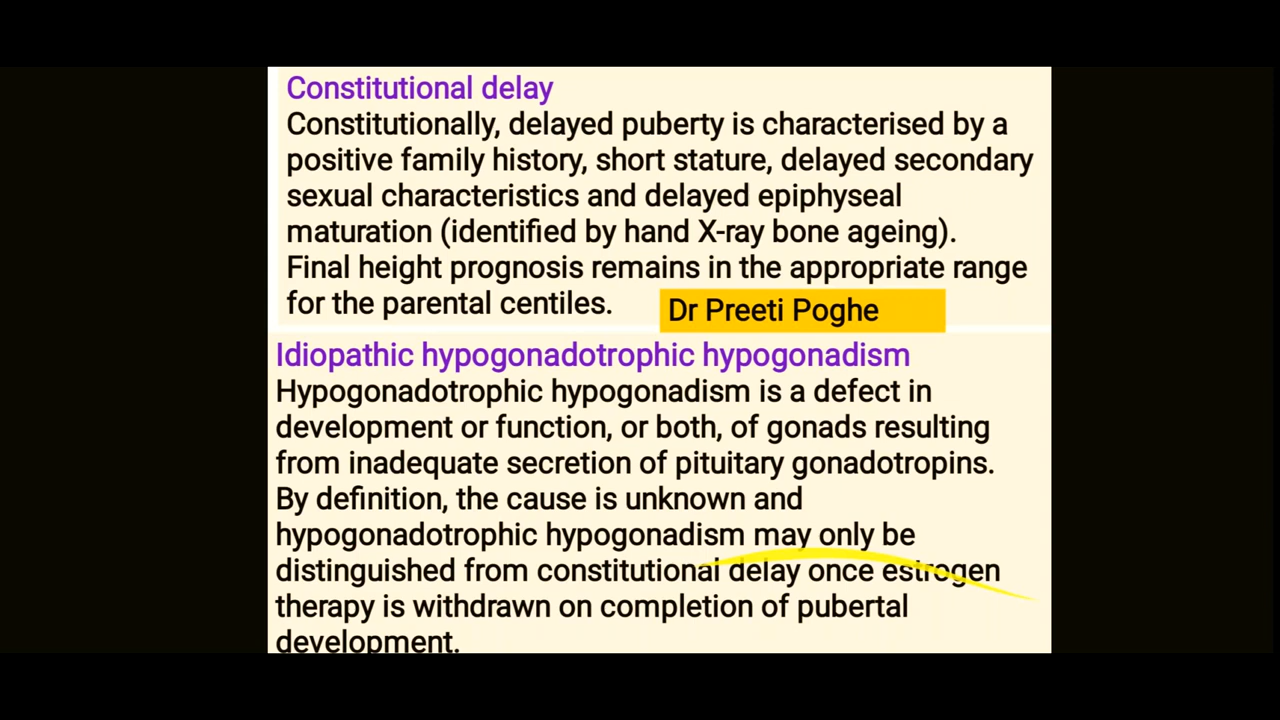 Constitutional delay
Constitutionally, delayed puberty is characterised by a
positive family history, short stature, delayed secondary
sexual characteristics and delayed epiphyseal
maturation (identified by hand X-ray bone ageing).
Final height prognosis remains in the appropriate range
for the parental centiles.
Dr Preeti Poghe
Idiopathic hypogonadotrophic hypogonadism
Hypogonadotrophic hypogonadism is a defect in
development or function, or both, of gonads resulting
from inadequate secretion of pituitary gonadotropins.
By definition, the cause is unknown and
hypogonadotrophic hypogonadism may only be
distinguished from constitutional delay once estrogen
therapy is withdrawn on completion of pubertal
development.